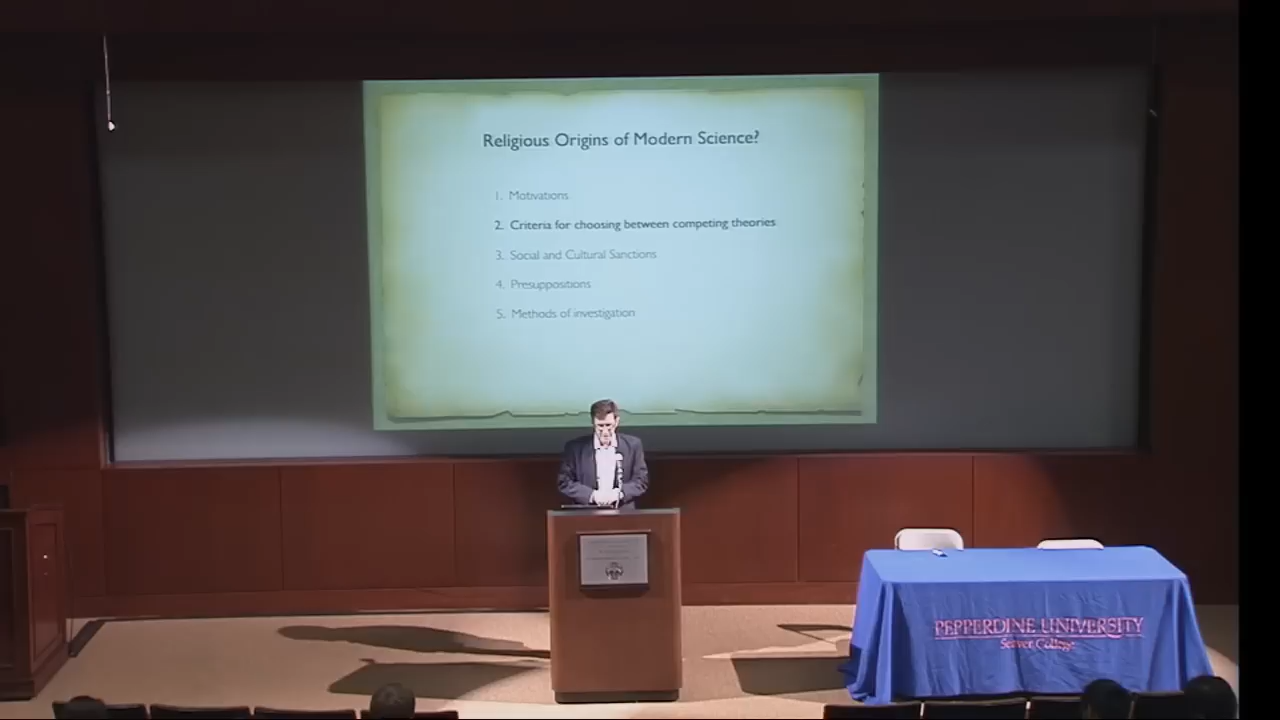 Religious Origins of Modern Science?
1. Motivations
2. Criteria for choosing between competing theories
3. Social and Cultural Sanctions
4. Presuppositions
5. Methods of investigation
PEPPERDINE UNIVERSITY
Seaver College